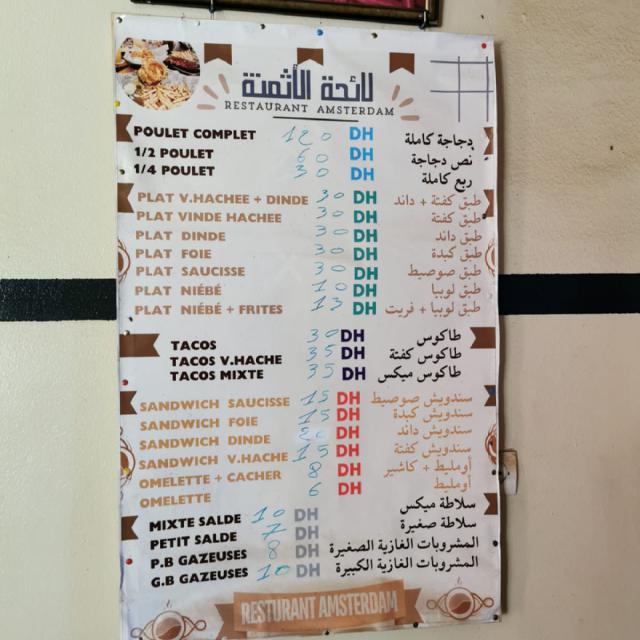 لائحة الأثمنة
RESTAURANT AMSTERDAM
POULET COMPLET 120 DH دجاجة كاملة
1/2 POULET 60 DH نص دجاجة
1/4 POULET 30 DH ربع كاملة
PLAT V.HACHEE + DINDE 30 DH طبق كفتة + داند
PLAT VINDE HACHEE 30 DH طبق كفتة
PLAT DINDE 30 DH طبق داند
PLAT FOIE 30 DH طبق كبدة
PLAT SAUCISSE 30 DH طبق صوصيط
PLAT NIÉBÉ 10 DH طبق لوبيا
PLAT NIÉBÉ + FRITES 13 DH طبق لوبيا + فريت
TACOS 30 DH طاكوس
TACOS V.HACHE 35 DH طاكوس كفتة
TACOS MIXTE 35 DH طاكوس ميكس
SANDWICH SAUCISSE 15 DH سندويش صوصيط
SANDWICH FOIE 15 DH سندويش كبدة
SANDWICH DINDE 20 DH سندويش داند
SANDWICH V.HACHE 15 DH سندويش كفتة
OMELETTE + CACHER 8 DH أومليط + كاشير
OMELETTE 6 DH أومليط
MIXTE SALDE 10 DH سلاطة ميكس
PETIT SALDE 7 DH سلاطة صغيرة
P.B GAZEUSES 8 DH المشروبات الغازية الصغيرة
G.B GAZEUSES 10 DH المشروبات الغازية الكبيرة
RESTURANT AMSTERDAM